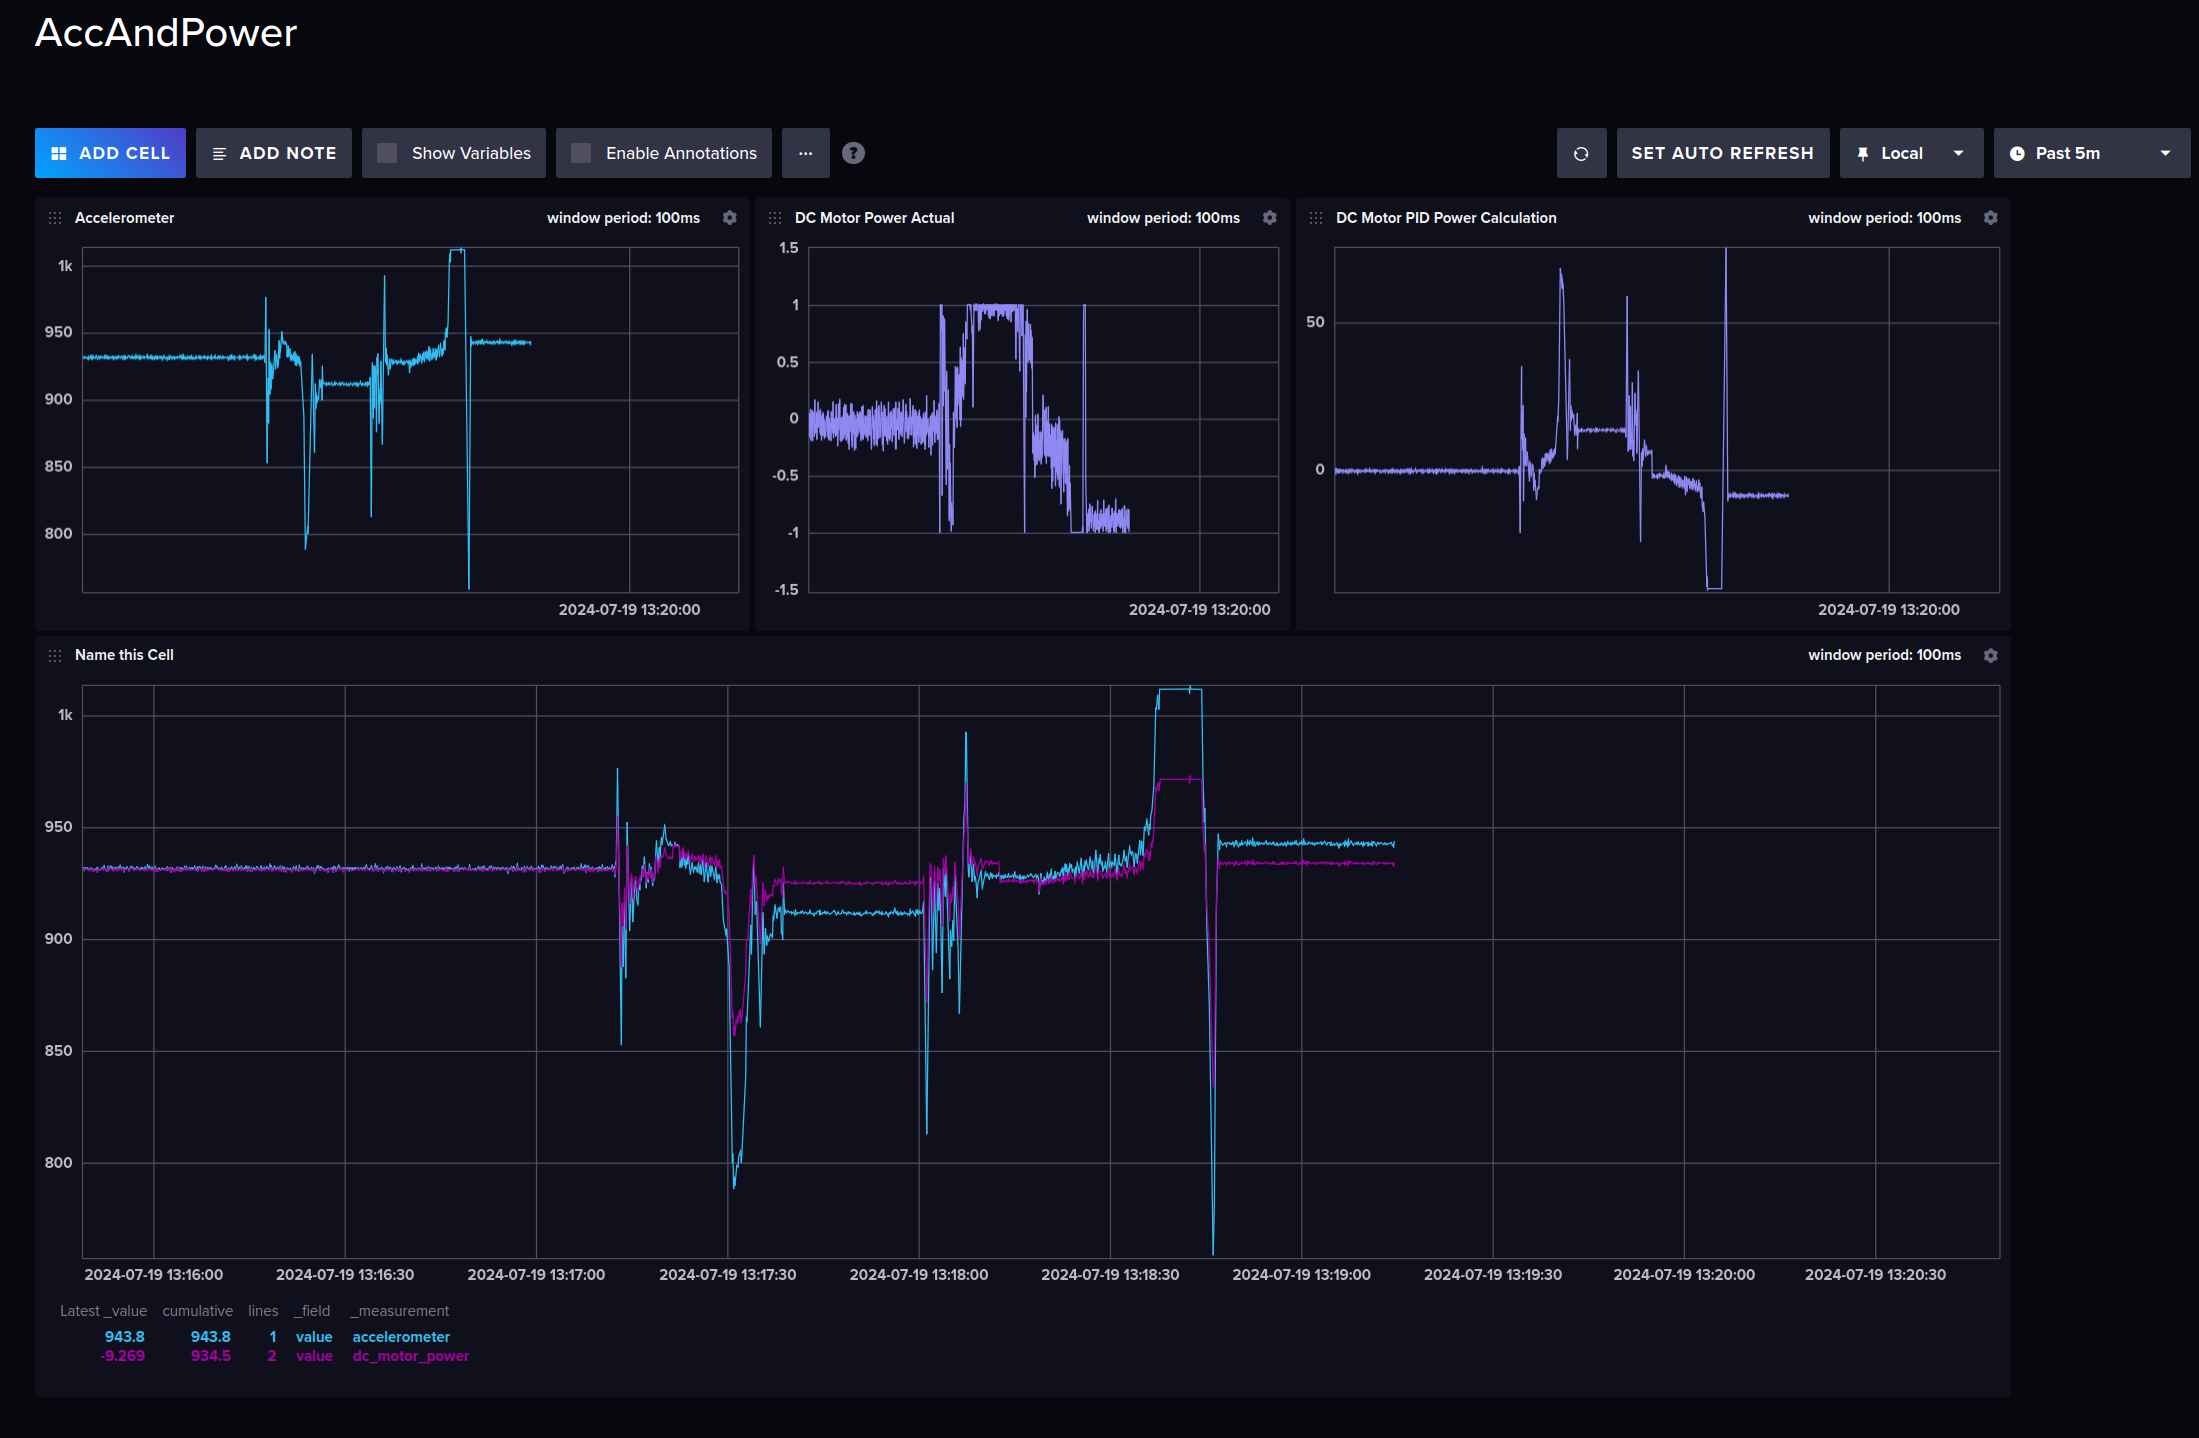 AccAndPower
ADD CELL ADD NOTE Show Variables Enable Annotations ... ? SET AUTO REFRESH Local Past 5m
Accelerometer window period: 100ms
1k
950
900
850
800
2024-07-19 13:20:00
DC Motor Power Actual window period: 100ms
1.5
1
0.5
0
-0.5
-1
-1.5
2024-07-19 13:20:00
DC Motor PID Power Calculation window period: 100ms
50
0
2024-07-19 13:20:00
Name this Cell window period: 100ms
1k
950
900
850
800
2024-07-19 13:16:00 2024-07-19 13:16:30 2024-07-19 13:17:00 2024-07-19 13:17:30 2024-07-19 13:18:00 2024-07-19 13:18:30 2024-07-19 13:19:00 2024-07-19 13:19:30 2024-07-19 13:20:00 2024-07-19 13:20:30
Latest _value cumulative lines _field _measurement
943.8 943.8 1 value accelerometer
-9.269 934.5 2 value dc_motor_power